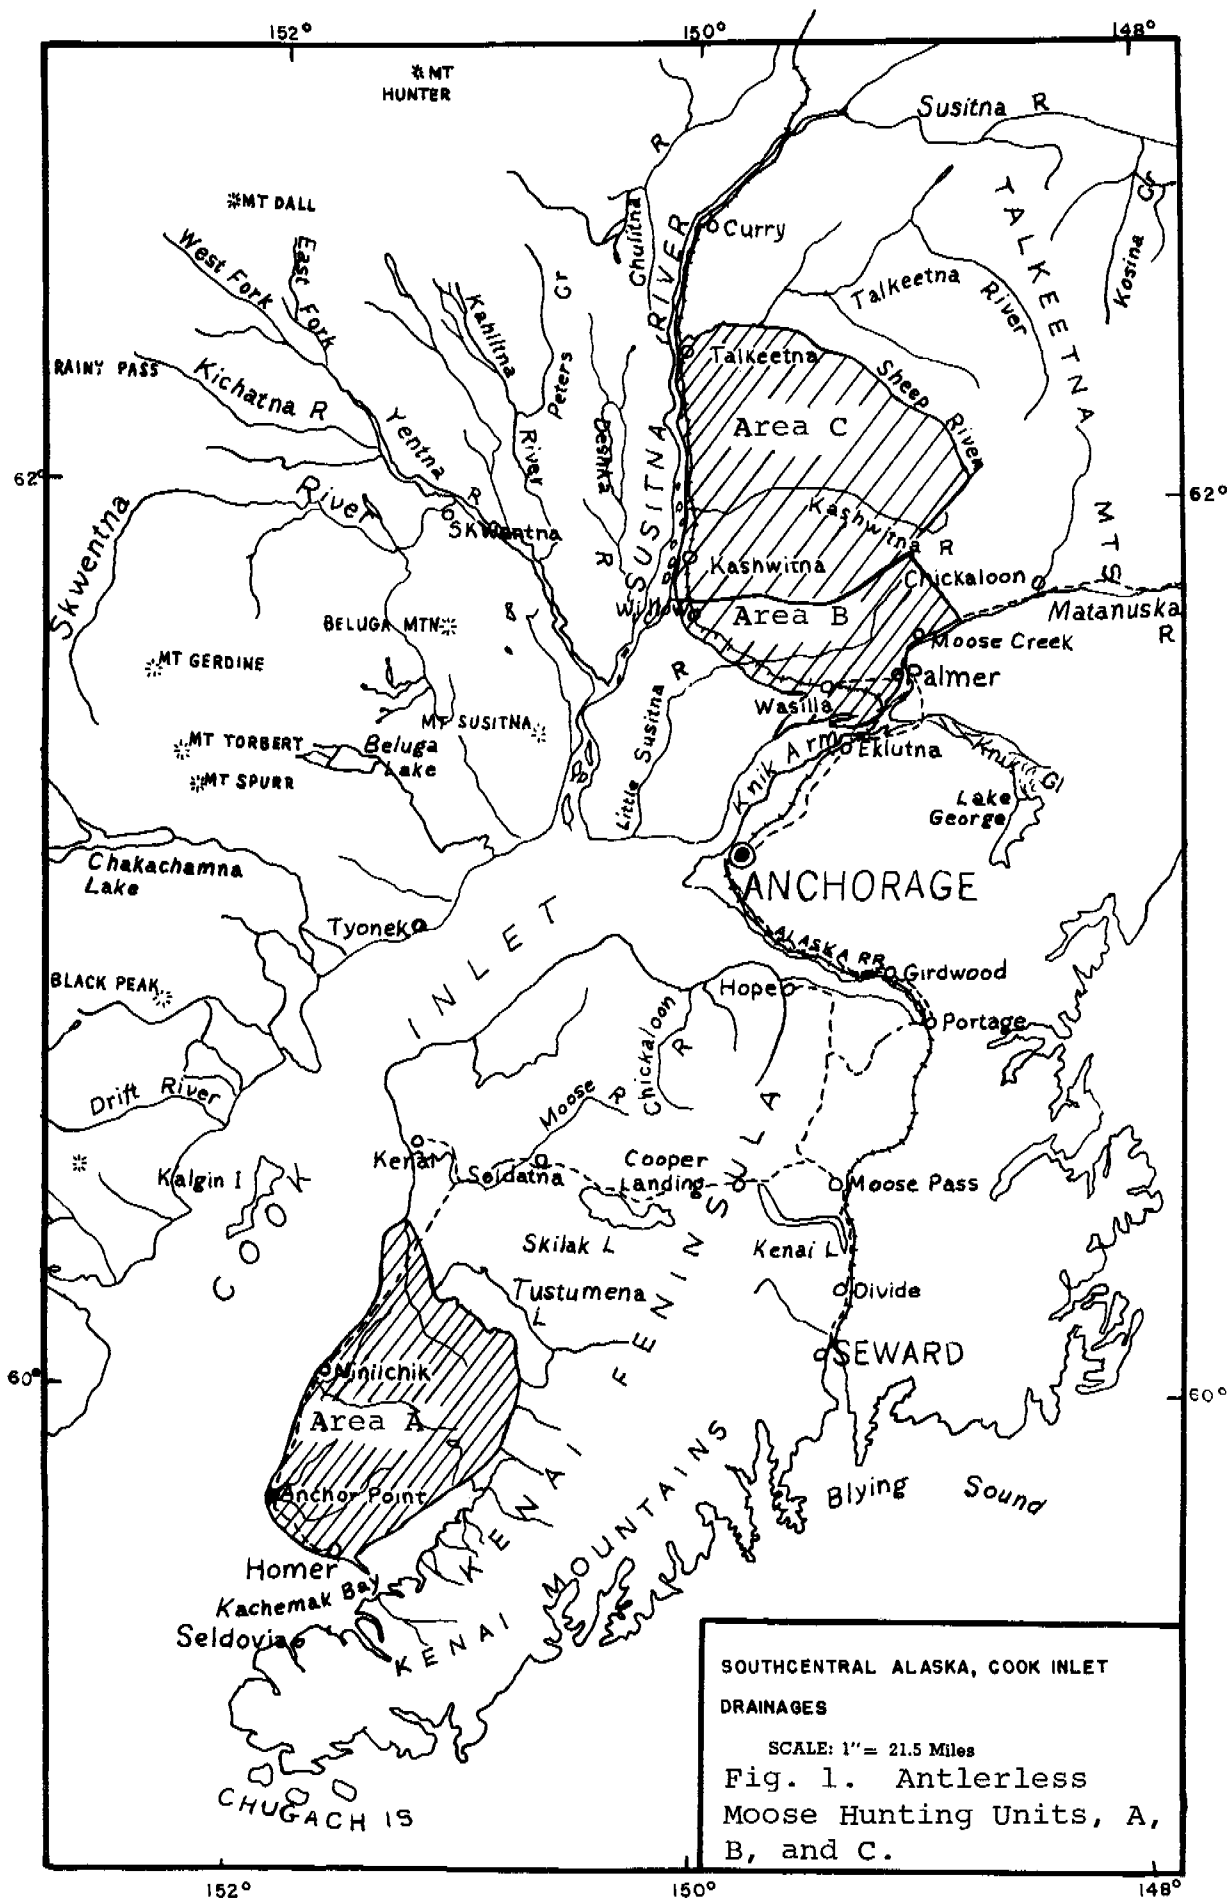 152° 150° 148°
MT
HUNTER
Susitna R
MT DALL
West Fork
East Fork
Chulitna R
Curry
TALKEETNA MTS
Kosina Cr
Talkeetna River
Kahiltna River
Peters Cr
SUSITNA RIVER
RAINY PASS
Kichatna R
Yentna R
Deshka R
Talkeetna
Sheep River
Area C
62° 62°
Skwentna River
Skwentna
Kashwitna R
Kashwitna
Chickaloon
Willow
Area B
Matanuska
R
BELUGA MTN
Moose Creek
MT GERDINE
Palmer
Wasilla
MT SUSITNA
Little Susitna R
Knik Arm
Eklutna
MT TORBERT
Beluga
Lake
Knik Gl
MT SPURR
Lake
George
Chakachamna
Lake
ANCHORAGE
Tyonek
ALASKA RR
COOK INLET
BLACK PEAK
Girdwood
Hope
Portage
Chickaloon R
Drift River
Moose R
Kenai
Soldatna
Cooper
Landing
Moose Pass
Kalgin I
Skilak L
Kenai L
Tustumena
L
Divide
SEWARD
KENAI PENINSULA
60° 60°
Niniichik
Area A
Anchor Point
Blying Sound
Homer
Kachemak Bay
Seldovia
KENAI MOUNTAINS
CHUGACH IS
SOUTHCENTRAL ALASKA, COOK INLET
DRAINAGES
SCALE: 1"= 21.5 Miles
Fig. 1. Antlerless
Moose Hunting Units, A,
B, and C.
152° 150° 148°